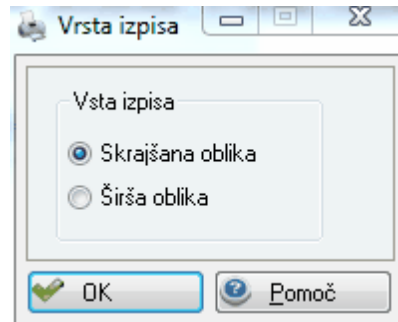 Vrsta izpisa
Vsta izpisa
Skrajšana oblika
Širša oblika
OK
Pomoč